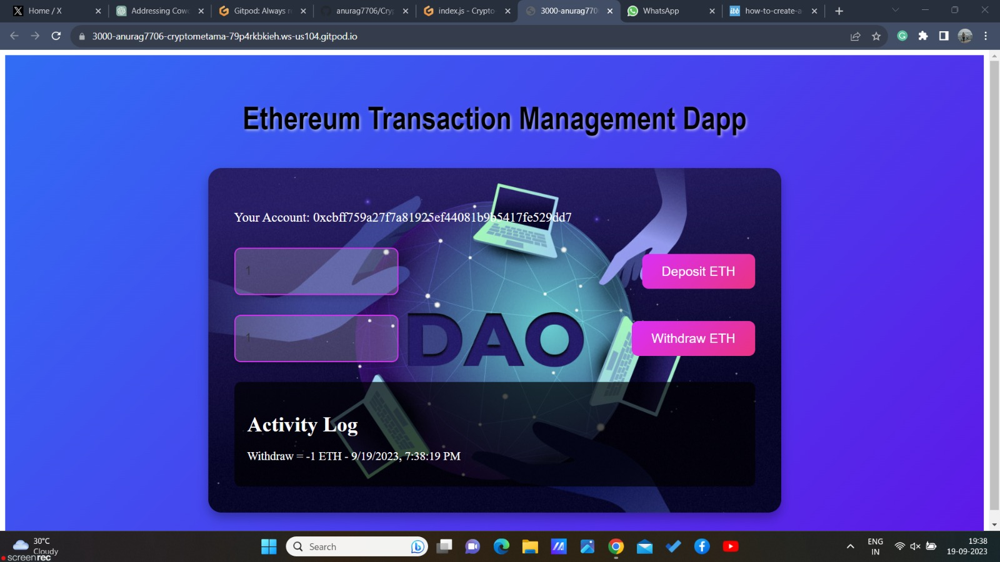 Home / X
Addressing Cowo
Gitpod: Always r
anurag7706/Cryp
index.js - Crypto
3000-anurag770
WhatsApp
ibb
how-to-create-a
3000-anurag7706-cryptometama-79p4rkbkieh.ws-us104.gitpod.io
Ethereum Transaction Management Dapp
Your Account: 0xcbff759a27f7a81925ef44081b9b5417fe529dd7
1
Deposit ETH
1
Withdraw ETH
DAO
Activity Log
Withdraw = -1 ETH - 9/19/2023, 7:38:19 PM
30°C
Cloudy
screenrec
Search
ENG
IN
19:38
19-09-2023